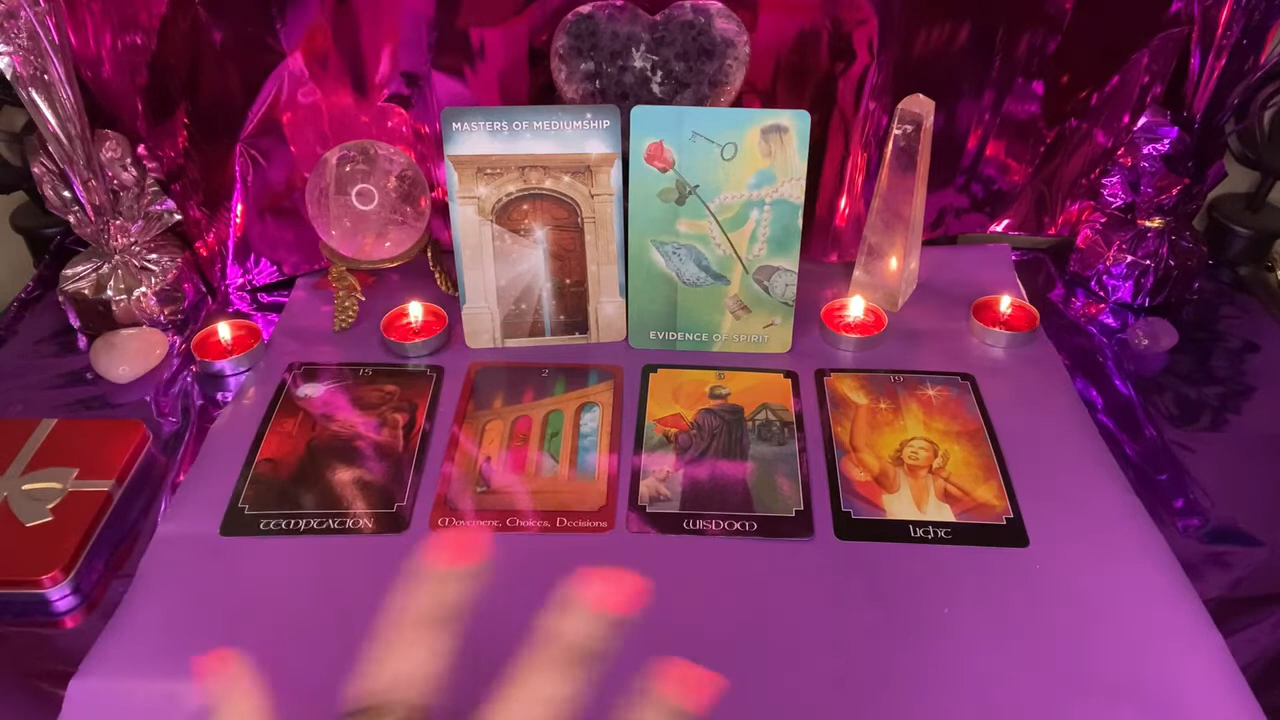 MASTERS OF MEDIUMSHIP
EVIDENCE OF SPIRIT
15
TEMPTATION
2
Movement, Choices, Decisions
5
WISDOM
19
LIGHT